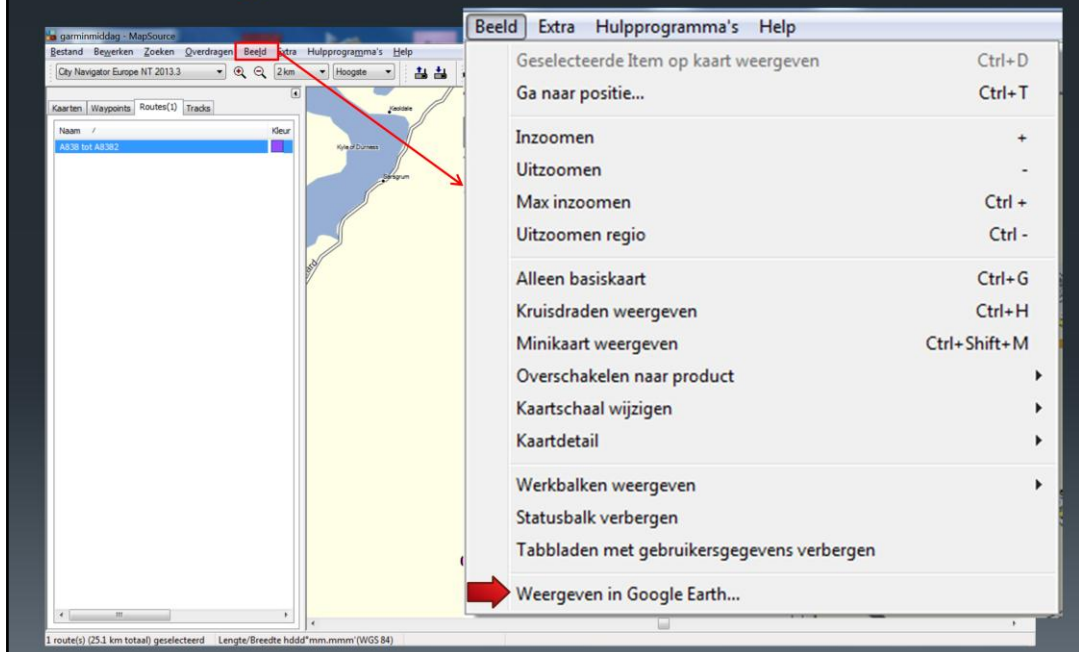 garminmiddag - MapSource
Bestand Bewerken Zoeken Overdragen Beeld Extra Hulpprogramma's Help
City Navigator Europe NT 2013.3 2 km Hoogste
Kaarten Waypoints Routes(1) Tracks
Naam / Kleur
A838 tot A8382
Keoldale
Kyle of Durness
Sarsgrum
ard
1 route(s) (25.1 km totaal) geselecteerd Lengte/Breedte hddd°mm.mmm'(WGS 84)
Beeld Extra Hulpprogramma's Help
Geselecteerde Item op kaart weergeven Ctrl+D
Ga naar positie... Ctrl+T
Inzoomen +
Uitzoomen -
Max inzoomen Ctrl +
Uitzoomen regio Ctrl -
Alleen basiskaart Ctrl+G
Kruisdraden weergeven Ctrl+H
Minikaart weergeven Ctrl+Shift+M
Overschakelen naar product
Kaartschaal wijzigen
Kaartdetail
Werkbalken weergeven
Statusbalk verbergen
Tabbladen met gebruikersgegevens verbergen
Weergeven in Google Earth...